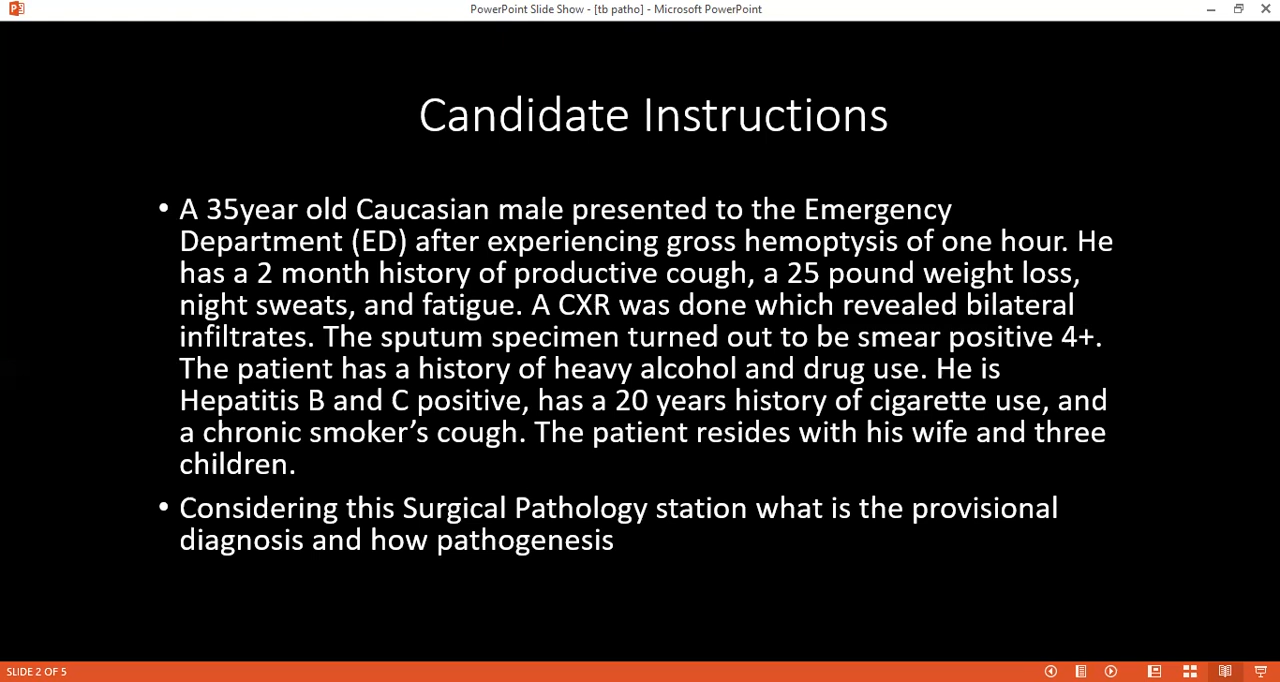 PowerPoint Slide Show - [tb patho] - Microsoft PowerPoint
Candidate Instructions
• A 35year old Caucasian male presented to the Emergency
Department (ED) after experiencing gross hemoptysis of one hour. He
has a 2 month history of productive cough, a 25 pound weight loss,
night sweats, and fatigue. A CXR was done which revealed bilateral
infiltrates. The sputum specimen turned out to be smear positive 4+.
The patient has a history of heavy alcohol and drug use. He is
Hepatitis B and C positive, has a 20 years history of cigarette use, and
a chronic smoker’s cough. The patient resides with his wife and three
children.
• Considering this Surgical Pathology station what is the provisional
diagnosis and how pathogenesis
SLIDE 2 OF 5